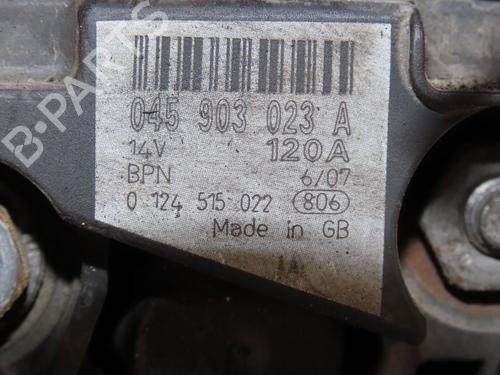 B-PARTS
045 903 023 A
14V 120A
BPN 6/07
0 124 515 022 806
Made in GB